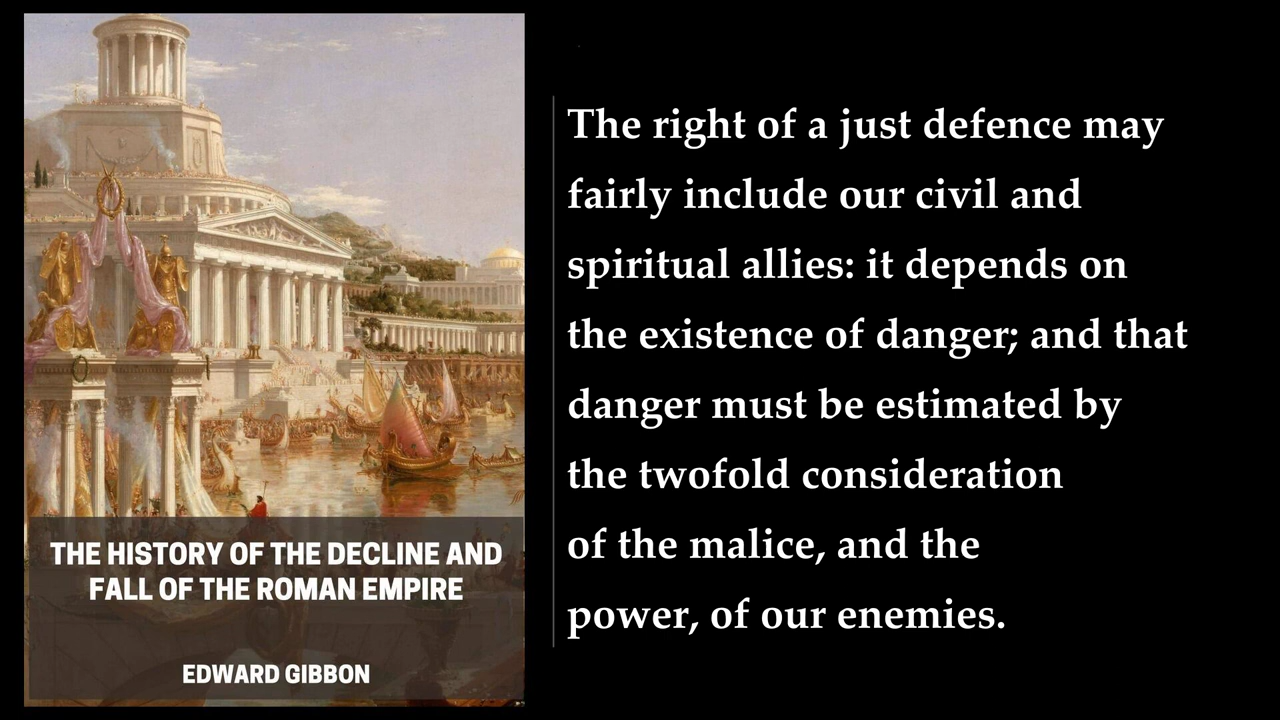 THE HISTORY OF THE DECLINE AND
FALL OF THE ROMAN EMPIRE
EDWARD GIBBON
The right of a just defence may
fairly include our civil and
spiritual allies: it depends on
the existence of danger; and that
danger must be estimated by
the twofold consideration
of the malice, and the
power, of our enemies.